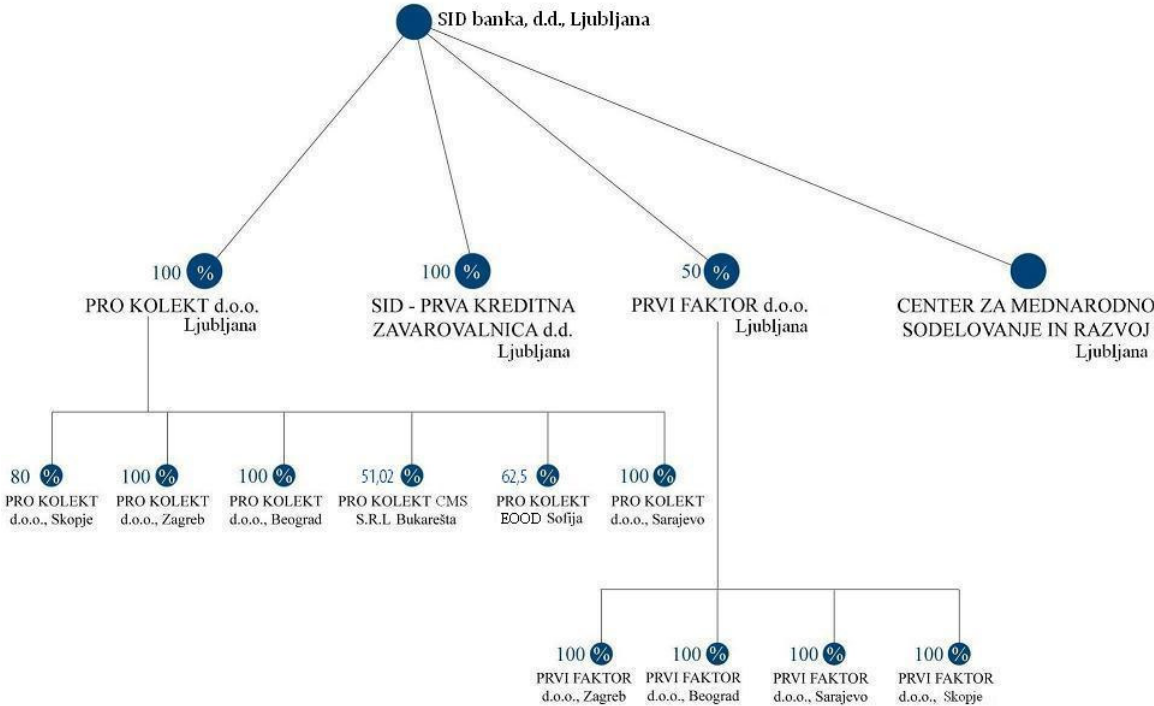 SID banka, d.d., Ljubljana
100 %
PRO KOLEKT d.o.o.
Ljubljana
100 %
SID - PRVA KREDITNA
ZAVAROVALNICA d.d.
Ljubljana
50 %
PRVI FAKTOR d.o.o.
Ljubljana
CENTER ZA MEDNARODNO
SODELOVANJE IN RAZVOJ
Ljubljana
80 %
PRO KOLEKT
d.o.o., Skopje
100 %
PRO KOLEKT
d.o.o., Zagreb
100 %
PRO KOLEKT
d.o.o., Beograd
51,02 %
PRO KOLEKT CMS
S.R.L Bukarešta
62,5 %
PRO KOLEKT
EOOD Sofija
100 %
PRO KOLEKT
d.o.o., Sarajevo
100 %
PRVI FAKTOR
d.o.o., Zagreb
100 %
PRVI FAKTOR
d.o.o., Beograd
100 %
PRVI FAKTOR
d.o.o., Sarajevo
100 %
PRVI FAKTOR
d.o.o., Skopje